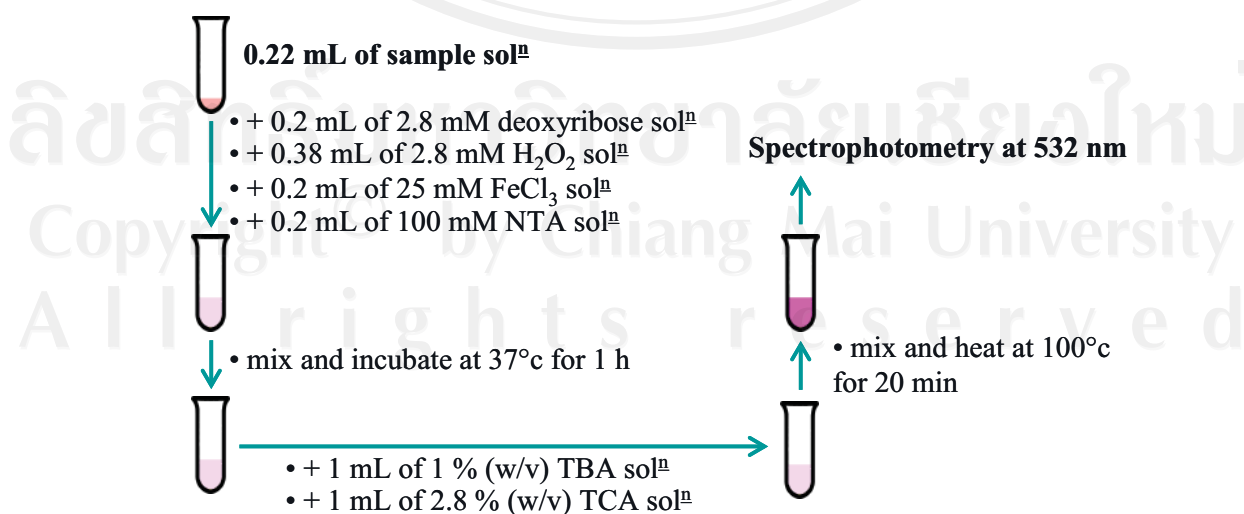 0.22 mL of sample solⁿ
• + 0.2 mL of 2.8 mM deoxyribose solⁿ
• + 0.38 mL of 2.8 mM H₂O₂ solⁿ
• + 0.2 mL of 25 mM FeCl₃ solⁿ
• + 0.2 mL of 100 mM NTA solⁿ
• mix and incubate at 37°c for 1 h
• + 1 mL of 1 % (w/v) TBA solⁿ
• + 1 mL of 2.8 % (w/v) TCA solⁿ
• mix and heat at 100°c
for 20 min
Spectrophotometry at 532 nm
ลิขสิทธิ์มหาวิทยาลัยเชียงใหม่
Copyright© by Chiang Mai University
All rights reserved